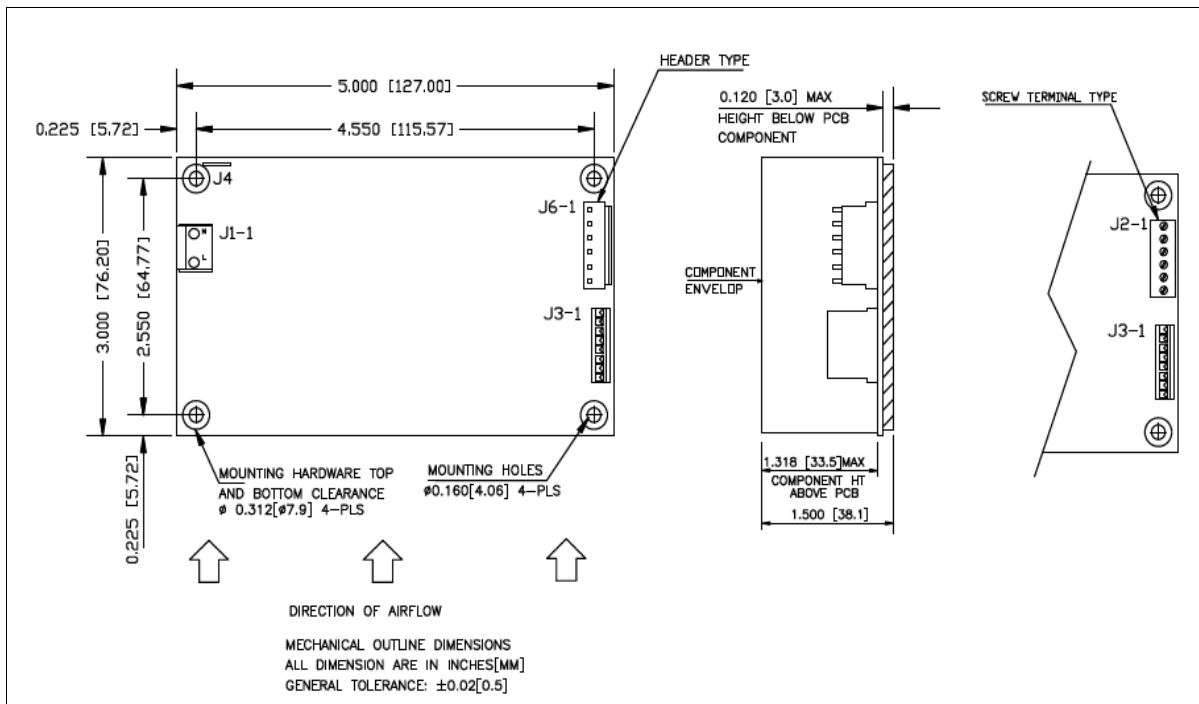 HEADER TYPE
5.000 [127.00]
0.120 [3.0] MAX
HEIGHT BELOW PCB
COMPONENT
SCREW TERMINAL TYPE
0.225 [5.72]
4.550 [115.57]
J4
J6-1
J1-1
N
L
J2-1
3.000 [76.20]
2.550 [64.77]
COMPONENT
ENVELOP
J3-1
J3-1
MOUNTING HARDWARE TOP
AND BOTTOM CLEARANCE
ø 0.312[ø7.9] 4-PLS
MOUNTING HOLES
ø0.160[4.06] 4-PLS
1.318 [33.5]MAX
COMPONENT HT
ABOVE PCB
1.500 [38.1]
0.225 [5.72]
DIRECTION OF AIRFLOW
MECHANICAL OUTLINE DIMENSIONS
ALL DIMENSION ARE IN INCHES[MM]
GENERAL TOLERANCE: ±0.02[0.5]